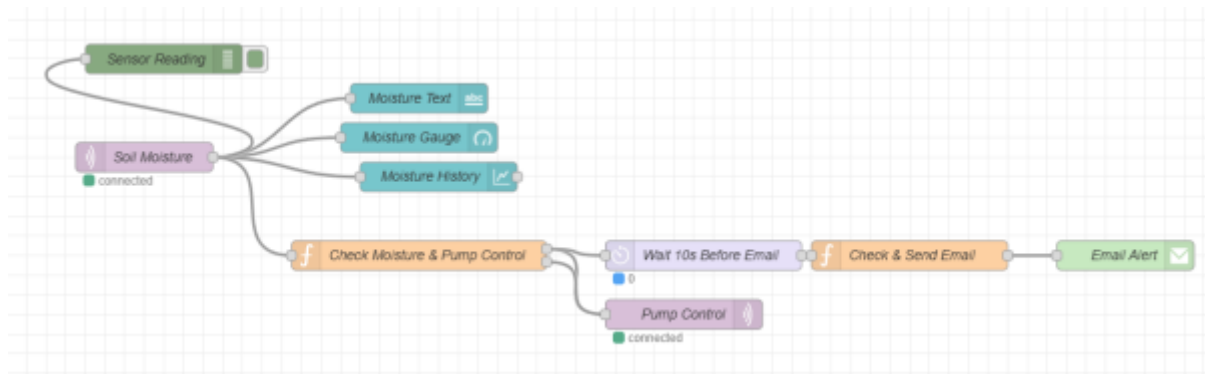 Sensor Reading
Moisture Text
abc
Moisture Gauge
Soil Moisture
connected
Moisture History
Check Moisture & Pump Control
Wait 10s Before Email
Check & Send Email
Email Alert
0
Pump Control
connected